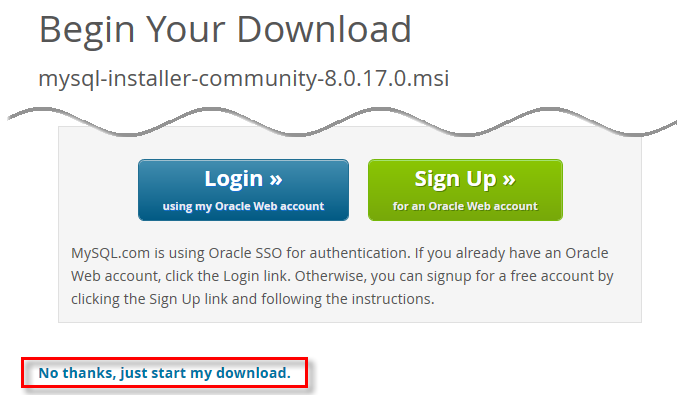 Begin Your Download
mysql-installer-community-8.0.17.0.msi
Login »
using my Oracle Web account
Sign Up »
for an Oracle Web account
MySQL.com is using Oracle SSO for authentication. If you already have an Oracle
Web account, click the Login link. Otherwise, you can signup for a free account by
clicking the Sign Up link and following the instructions.
No thanks, just start my download.